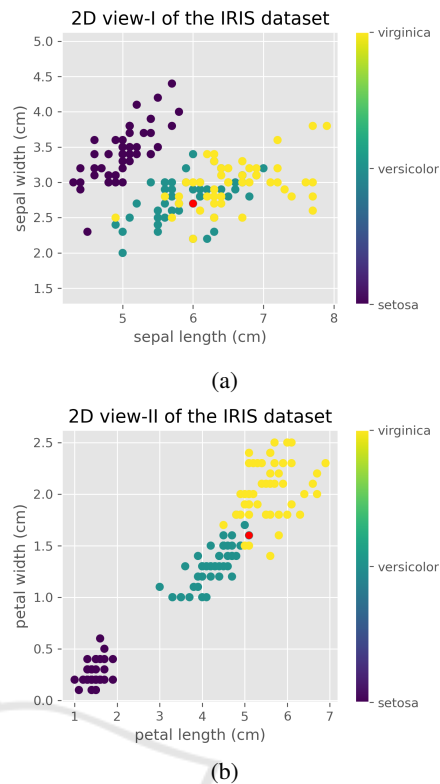 2D view-I of the IRIS dataset
5.0
4.5
4.0
3.5
3.0
2.5
2.0
1.5
sepal width (cm)
5 6 7 8
sepal length (cm)
virginica
versicolor
setosa
(a)
2D view-II of the IRIS dataset
2.5
2.0
1.5
1.0
0.5
0.0
petal width (cm)
1 2 3 4 5 6 7
petal length (cm)
virginica
versicolor
setosa
(b)